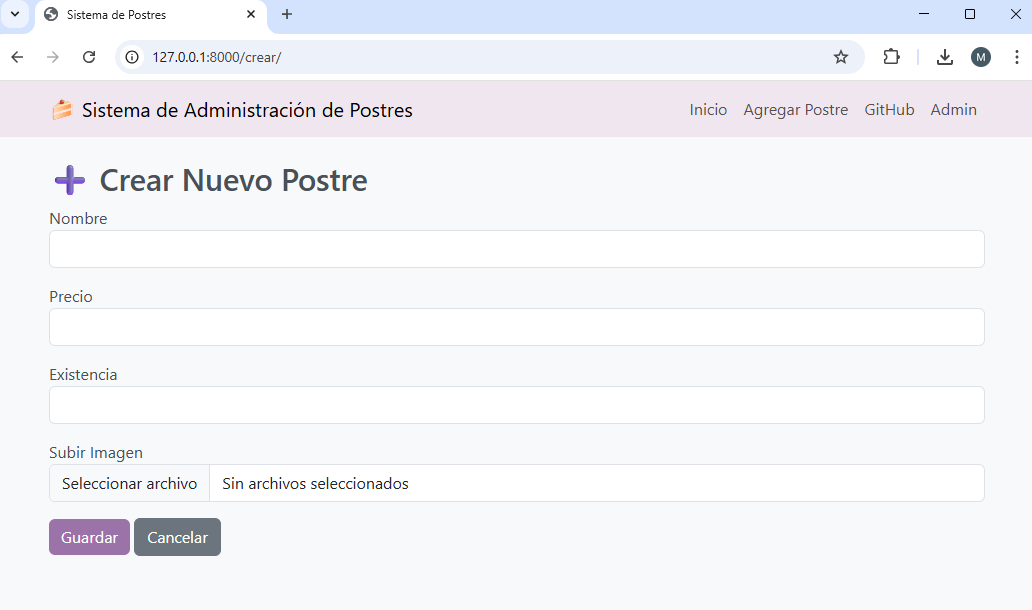 Sistema de Postres
127.0.0.1:8000/crear/
M
Sistema de Administración de Postres
Inicio Agregar Postre GitHub Admin
Crear Nuevo Postre
Nombre
Precio
Existencia
Subir Imagen
Seleccionar archivo Sin archivos seleccionados
Guardar Cancelar